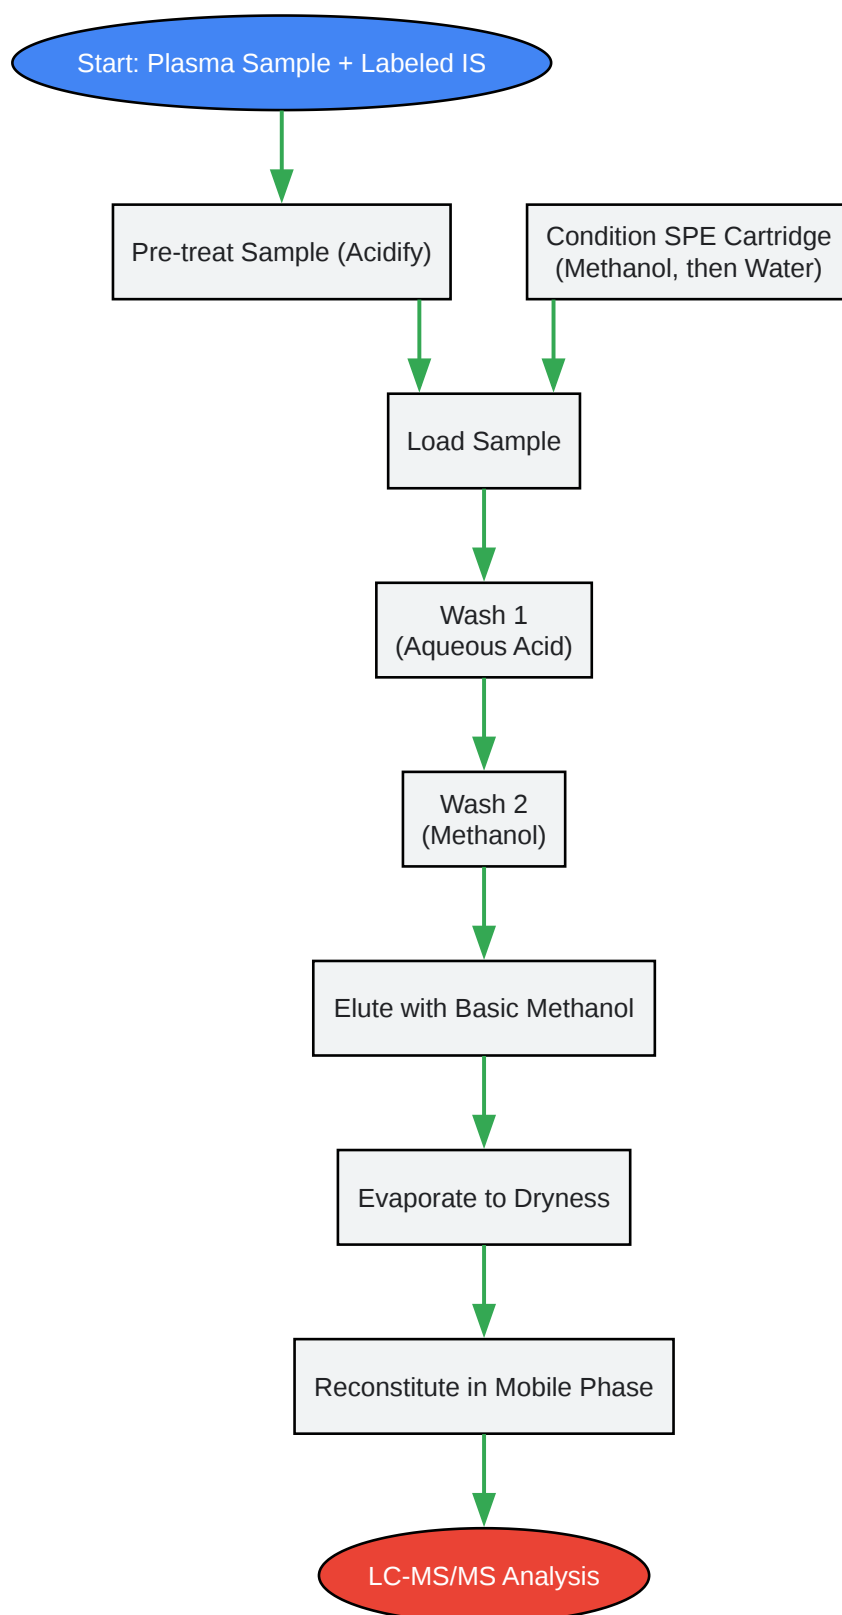 Start: Plasma Sample + Labeled IS
Pre-treat Sample (Acidify)
Condition SPE Cartridge
(Methanol, then Water)
Load Sample
Wash 1
(Aqueous Acid)
Wash 2
(Methanol)
Elute with Basic Methanol
Evaporate to Dryness
Reconstitute in Mobile Phase
LC-MS/MS Analysis